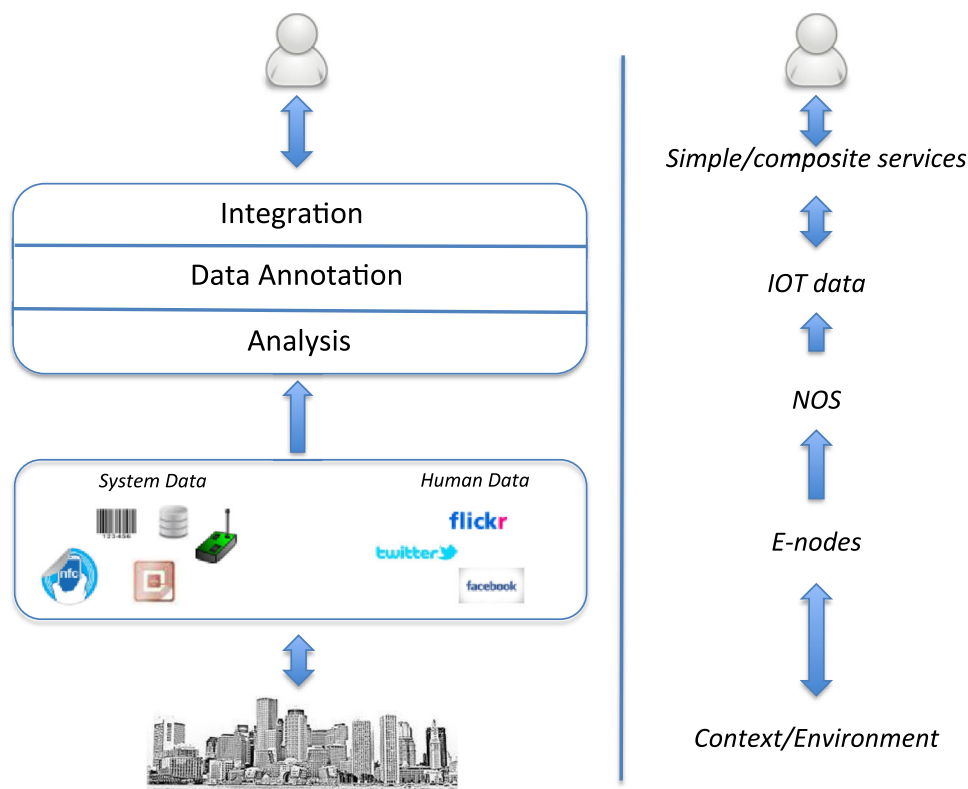 Integration
Data Annotation
Analysis
System Data
Human Data
123456
flickr
twitter
nfc
facebook
Simple/composite services
IOT data
NOS
E-nodes
Context/Environment